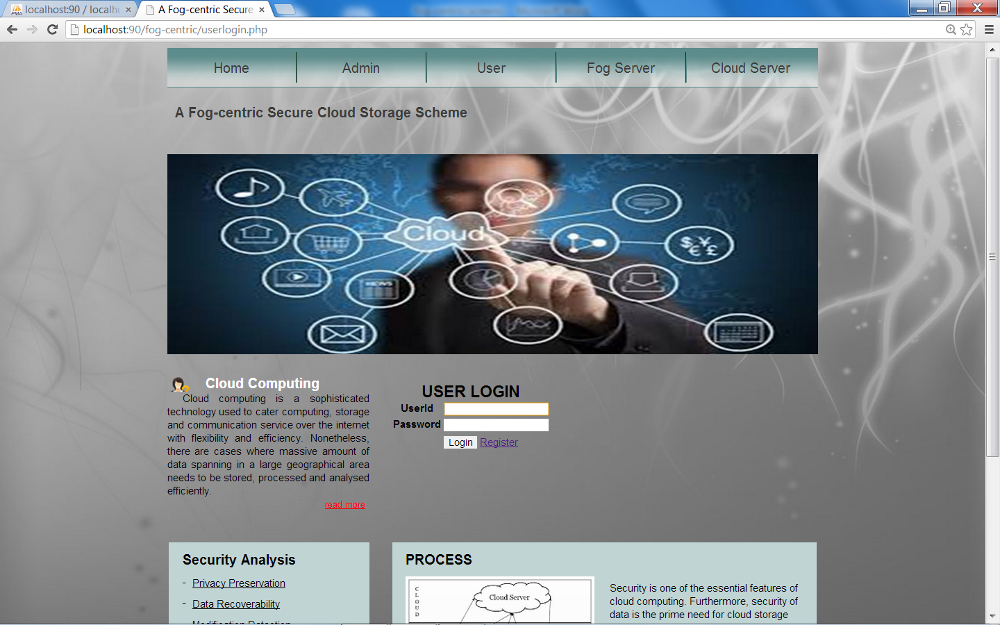 localhost:90 / localh
A Fog-centric Secure
localhost:90/fog-centric/userlogin.php
Home
Admin
User
Fog Server
Cloud Server
A Fog-centric Secure Cloud Storage Scheme
Cloud
NEWS
Cloud Computing
Cloud computing is a sophisticated
technology used to cater computing, storage
and communication service over the internet
with flexibility and efficiency. Nonetheless,
there are cases where massive amount of
data spanning in a large geographical area
needs to be stored, processed and analysed
efficiently.
read more
USER LOGIN
UserId
Password
Login Register
Security Analysis
- Privacy Preservation
- Data Recoverability
Modification Detection
PROCESS
CLOUD
Cloud Server
Security is one of the essential features of
cloud computing. Furthermore, security of
data is the prime need for cloud storage